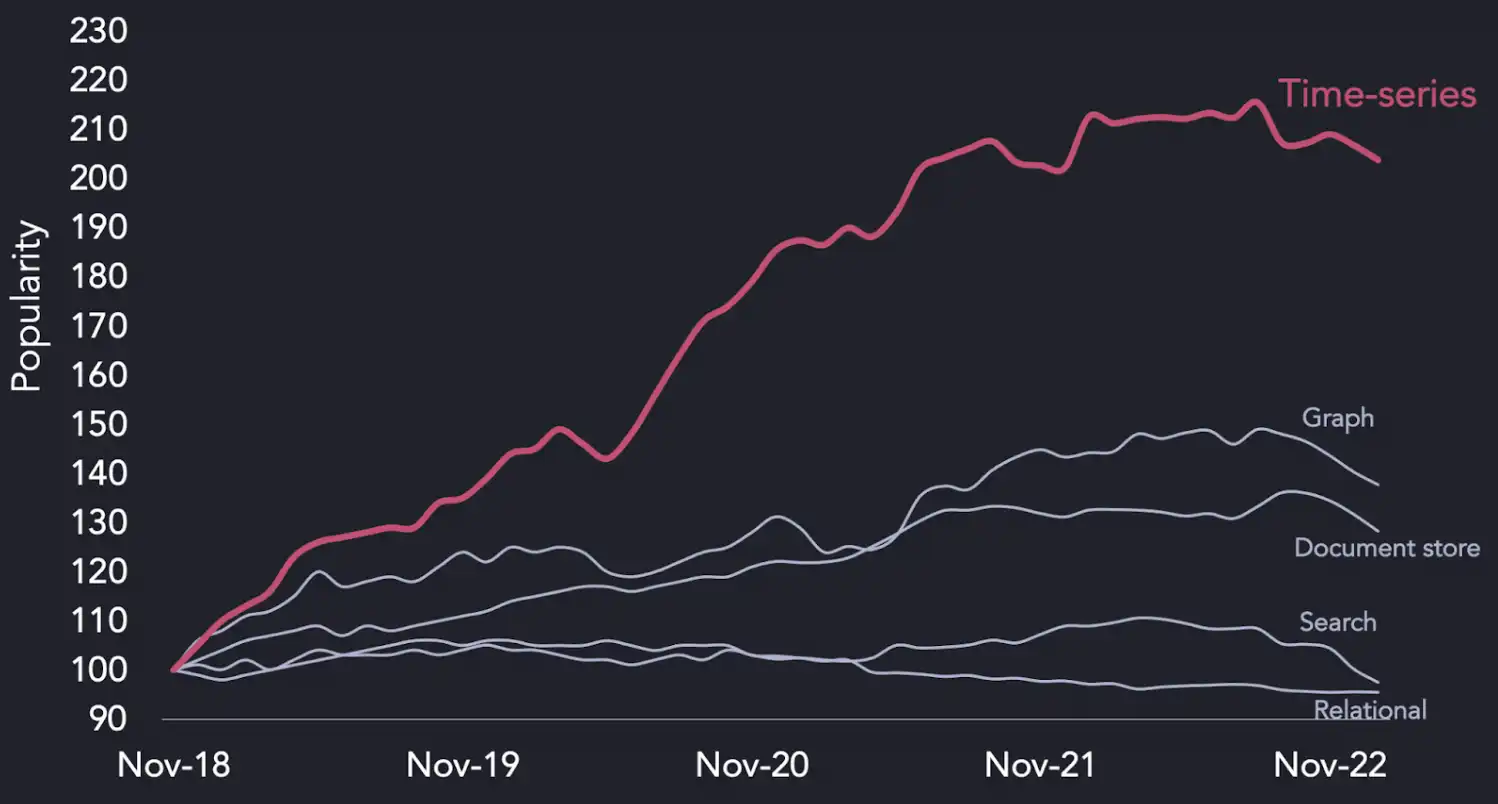 230
220
Time-series
210
200
190
180
170
160
150
140
130
120
110
100
90
Popularity
Graph
Document store
Search
Relational
Nov-18 Nov-19 Nov-20 Nov-21 Nov-22